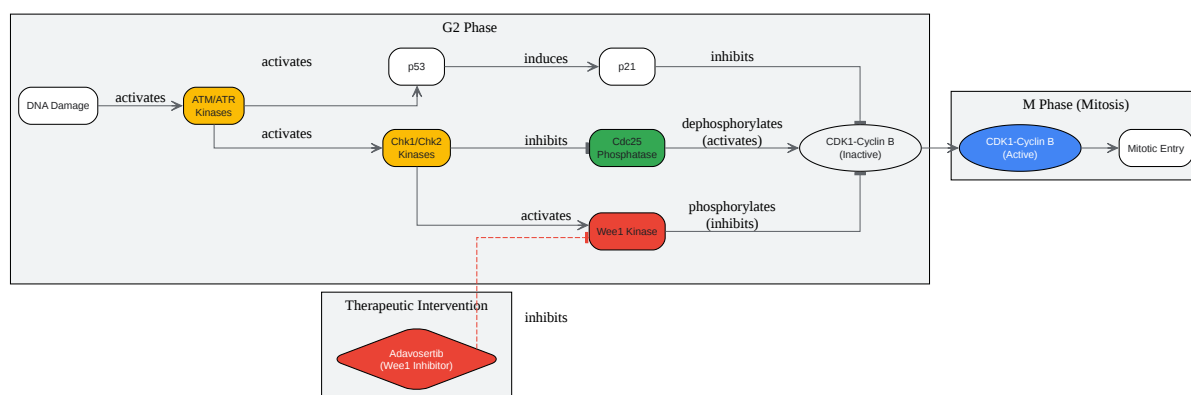 G2 Phase
activates
p53
induces
p21
inhibits
DNA Damage
activates
ATM/ATR
Kinases
activates
Chk1/Chk2
Kinases
inhibits
Cdc25
Phosphatase
dephosphorylates
(activates)
CDK1-Cyclin B
(Inactive)
M Phase (Mitosis)
CDK1-Cyclin B
(Active)
Mitotic Entry
activates
Wee1 Kinase
phosphorylates
(inhibits)
Therapeutic Intervention
inhibits
Adavosertib
(Wee1 Inhibitor)